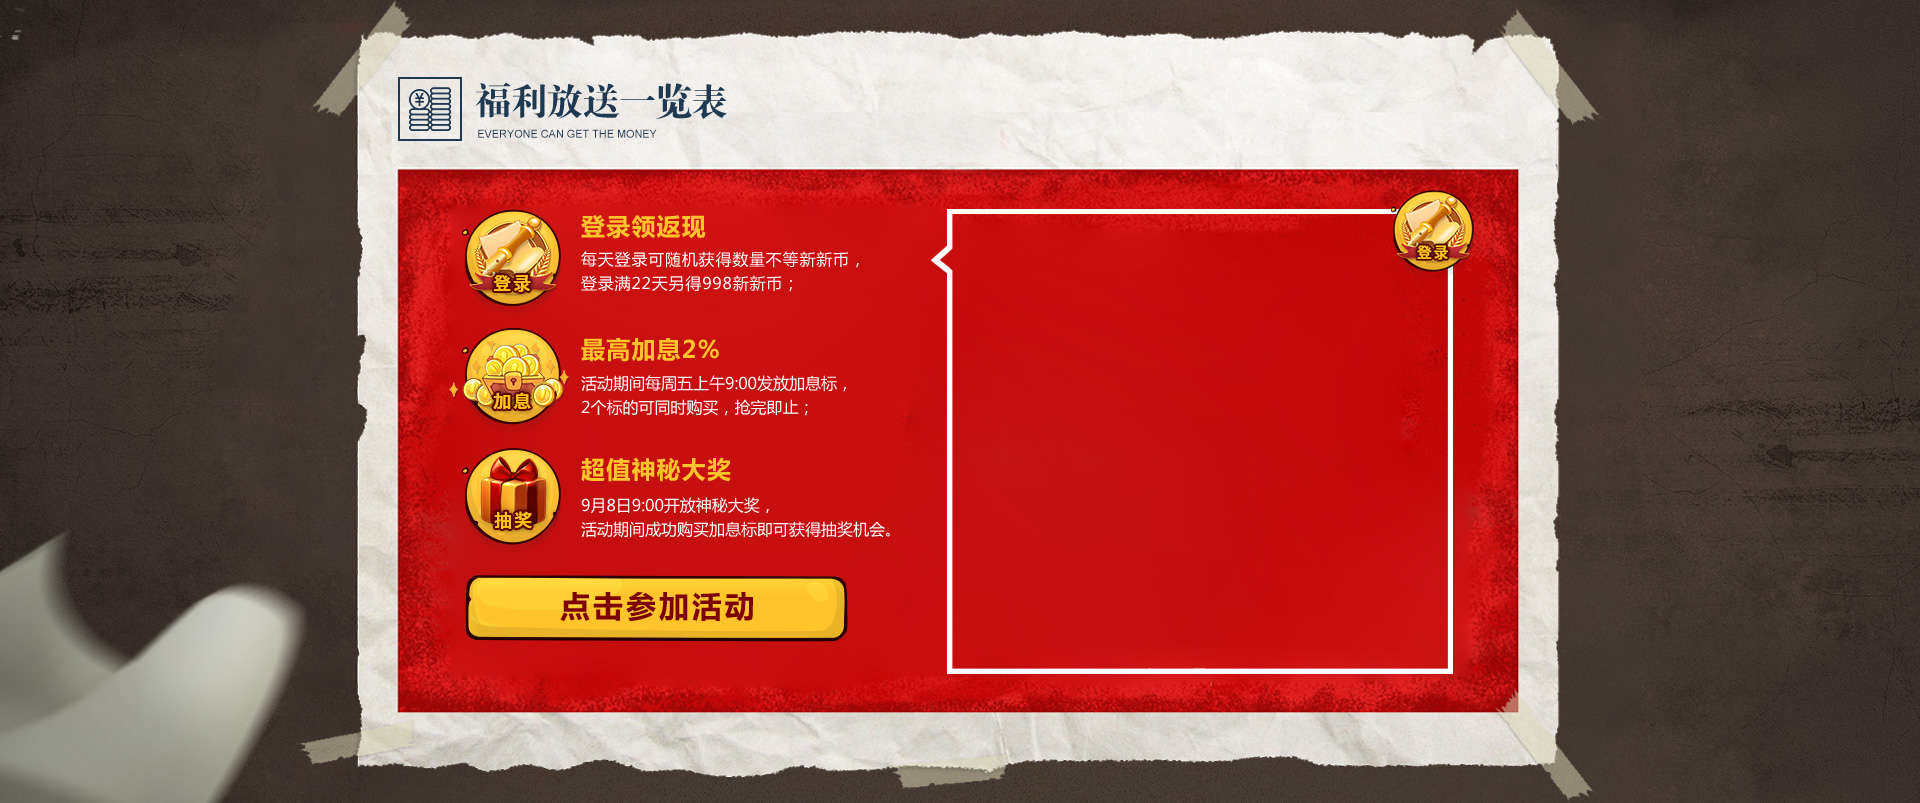 福利放送一览表
EVERYONE CAN GET THE MONEY
登录
登录领返现
每天登录可随机获得数量不等新新币，
登录满22天另得998新新币；
登录
加息
最高加息2%
活动期间每周五上午9:00发放加息标，
2个标的可同时购买，抢完即止；
抽奖
超值神秘大奖
9月8日9:00开放神秘大奖，
活动期间成功购买加息标即可获得抽奖机会。
点击参加活动